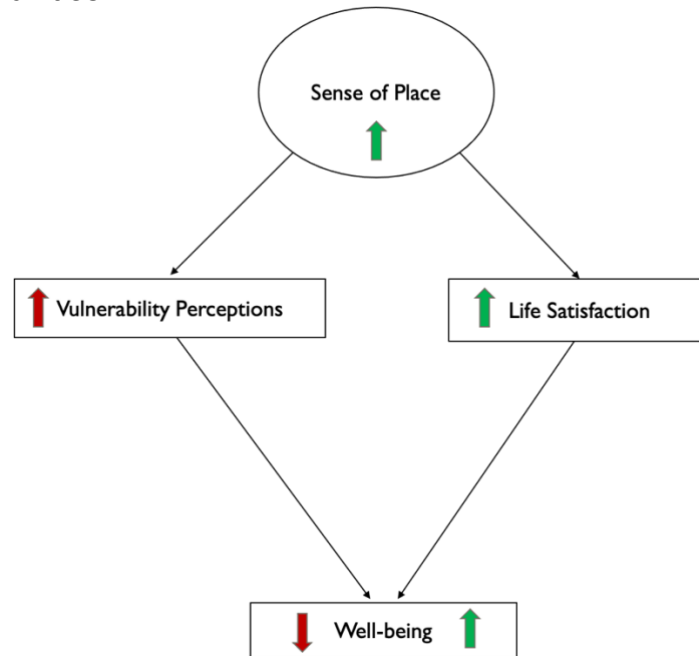 Sense of Place
Vulnerability Perceptions
Life Satisfaction
Well-being